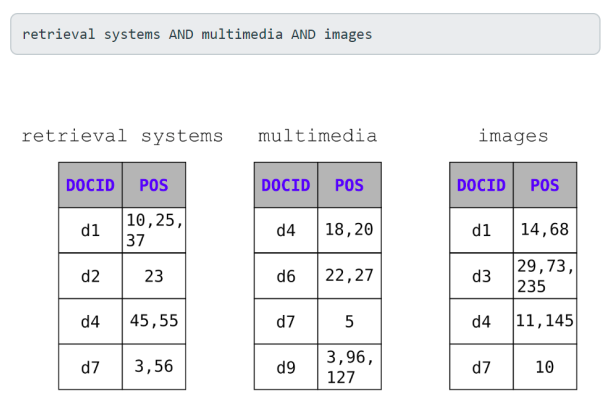 retrieval systems AND multimedia AND images
retrieval systems
DOCID POS
d1 10,25,
37
d2 23
d4 45,55
d7 3,56
multimedia
DOCID POS
d4 18,20
d6 22,27
d7 5
d9 3,96,
127
images
DOCID POS
d1 14,68
d3 29,73,
235
d4 11,145
d7 10